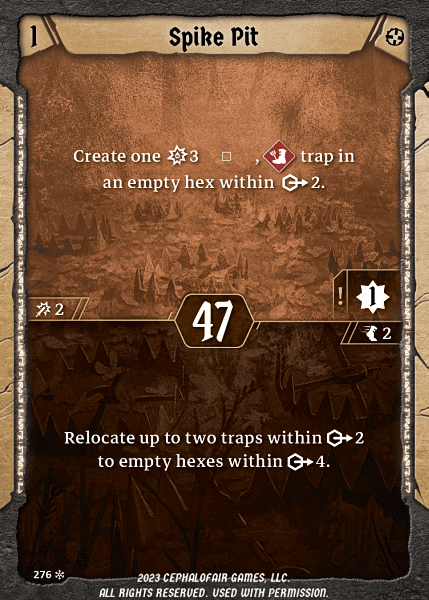 1
Spike Pit
Create one 3 , trap in
an empty hex within 2.
! 1
2
47
2
Relocate up to two traps within 2
to empty hexes within 4.
276
2023 CEPHALOFAIR GAMES, LLC.
ALL RIGHTS RESERVED. USED WITH PERMISSION.